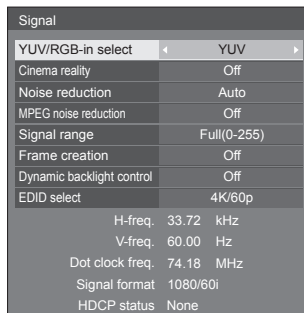 Signal
YUV/RGB-in select YUV
Cinema reality Off
Noise reduction Auto
MPEG noise reduction Off
Signal range Full(0-255)
Frame creation Off
Dynamic backlight control Off
EDID select 4K/60p
H-freq. 33.72 kHz
V-freq. 60.00 Hz
Dot clock freq. 74.18 MHz
Signal format 1080/60i
HDCP status None